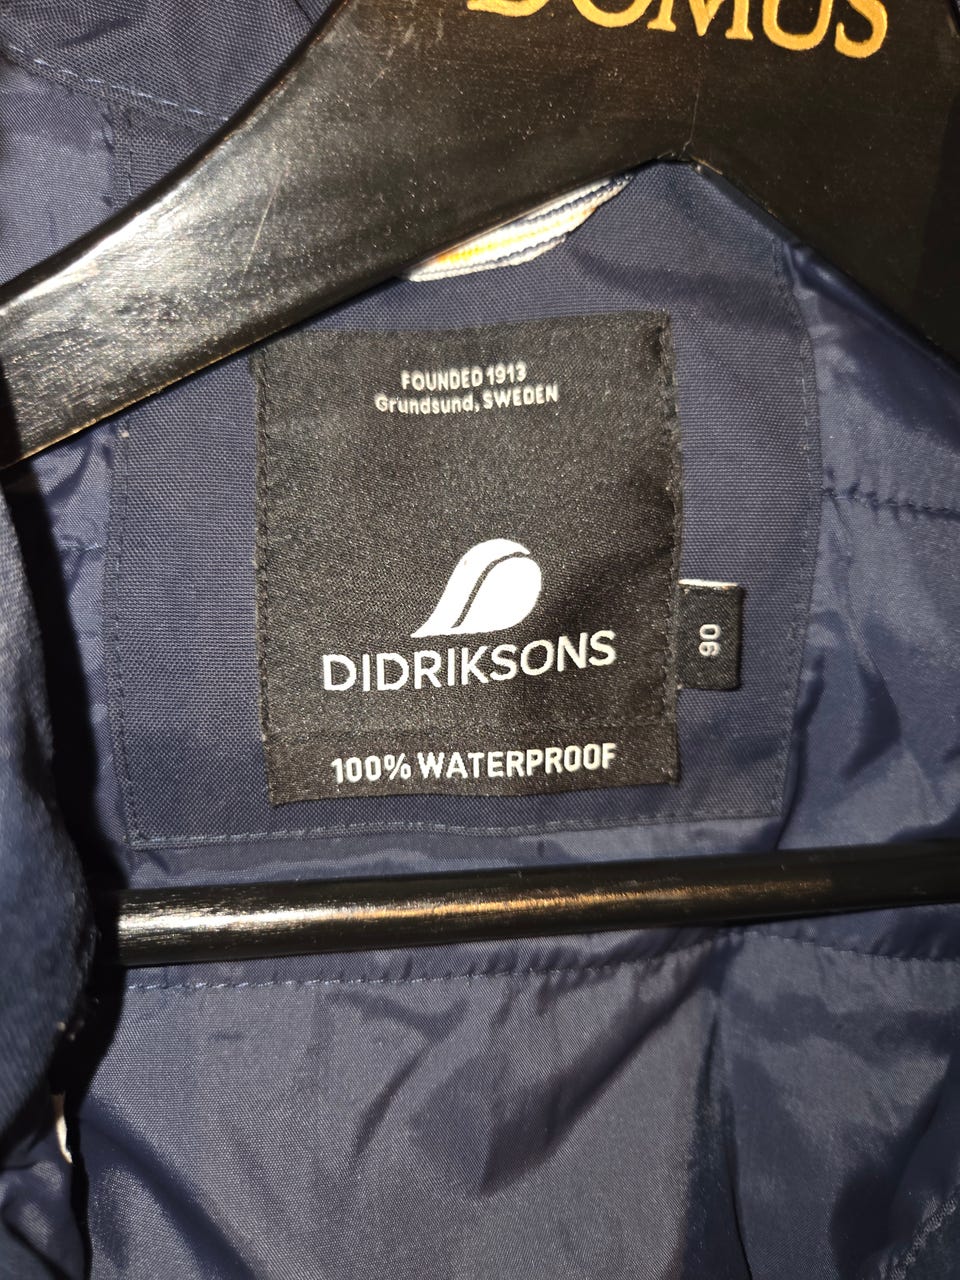 DOMUS
FOUNDED 1913
Grundsund, SWEDEN
DIDRIKSONS
90
100% WATERPROOF